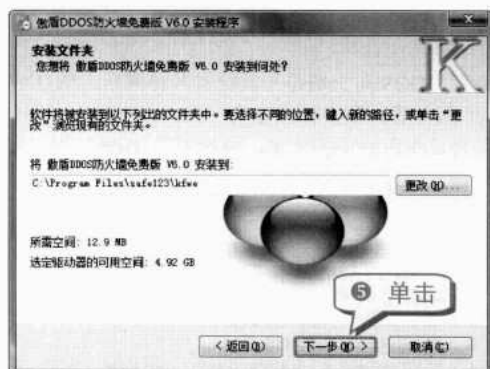 傲盾DDOS防火墙免费版 V6.0 安装程序
安装文件夹
您想将 傲盾DDOS防火墙免费版 V6.0 安装到何处?
K
软件将被安装到以下列出的文件夹中。要选择不同的位置，键入新的路径，或单击“更
改”浏览现有的文件夹。
将 傲盾DDOS防火墙免费版 V6.0 安装到:
C:\Program Files\safe123\kfwe
更改(H)...
所需空间: 12.9 MB
选定驱动器的可用空间: 4.92 GB
❺ 单击
< 返回(B)
下一步(N) >
取消(C)